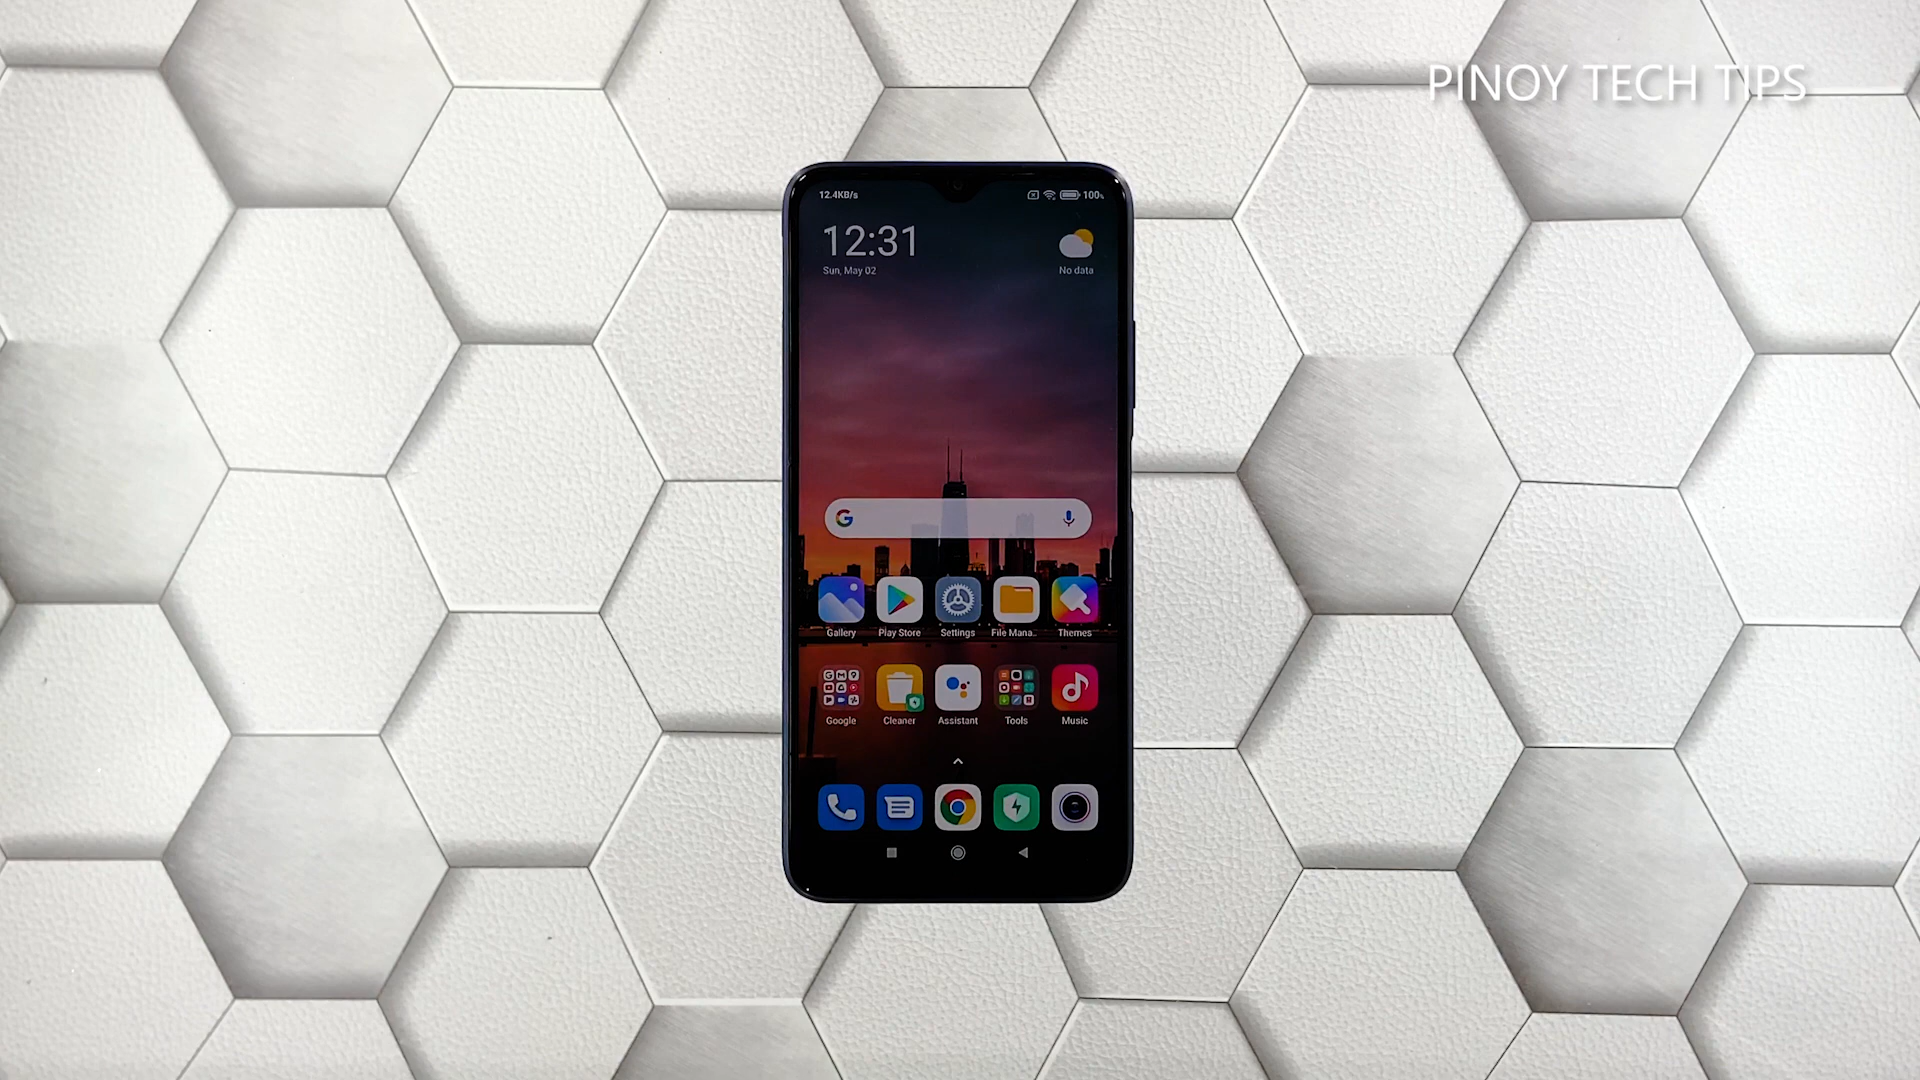 PINOY TECH TIPS
12.4KB/s
100%
12:31
Sun, May 02
No data
Gallery
Play Store
Settings
File Mana..
Themes
Google
Cleaner
Assistant
Tools
Music